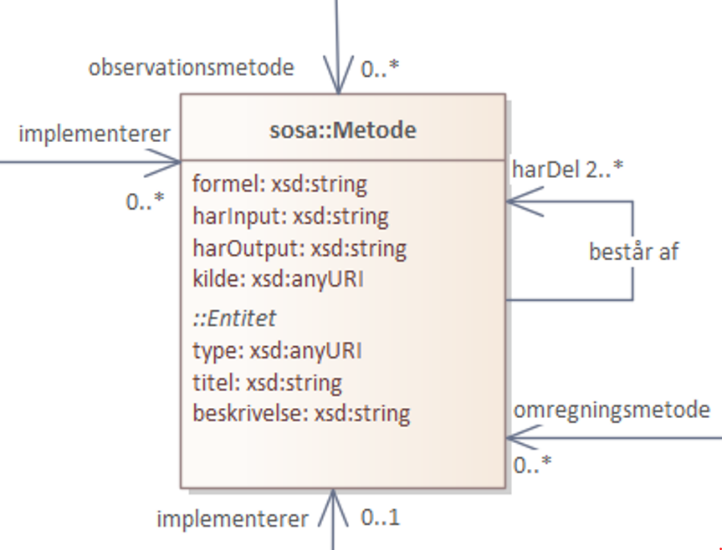 observationsmetode 0..*
implementerer
0..*
sosa::Metode
formel: xsd:string
harInput: xsd:string
harOutput: xsd:string
kilde: xsd:anyURI
::Entitet
type: xsd:anyURI
titel: xsd:string
beskrivelse: xsd:string
harDel 2..*
består af
omregningsmetode
0..*
implementerer 0..1